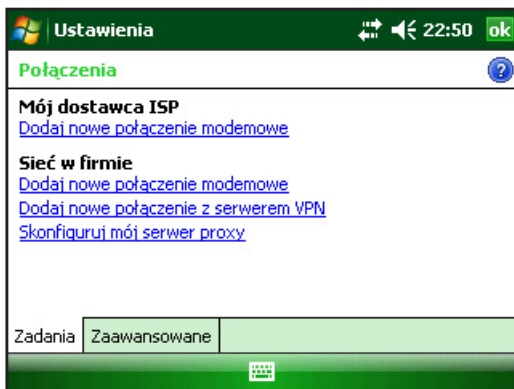 Ustawienia 22:50 ok
Połączenia ?
Mój dostawca ISP
Dodaj nowe połączenie modemowe
Sieć w firmie
Dodaj nowe połączenie modemowe
Dodaj nowe połączenie z serwerem VPN
Skonfiguruj mój serwer proxy
Zadania Zaawansowane